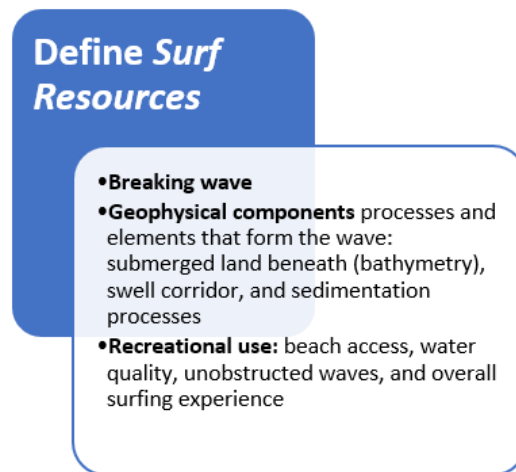 Define Surf
Resources
•Breaking wave
•Geophysical components processes and
elements that form the wave:
submerged land beneath (bathymetry),
swell corridor, and sedimentation
processes
•Recreational use: beach access, water
quality, unobstructed waves, and overall
surfing experience